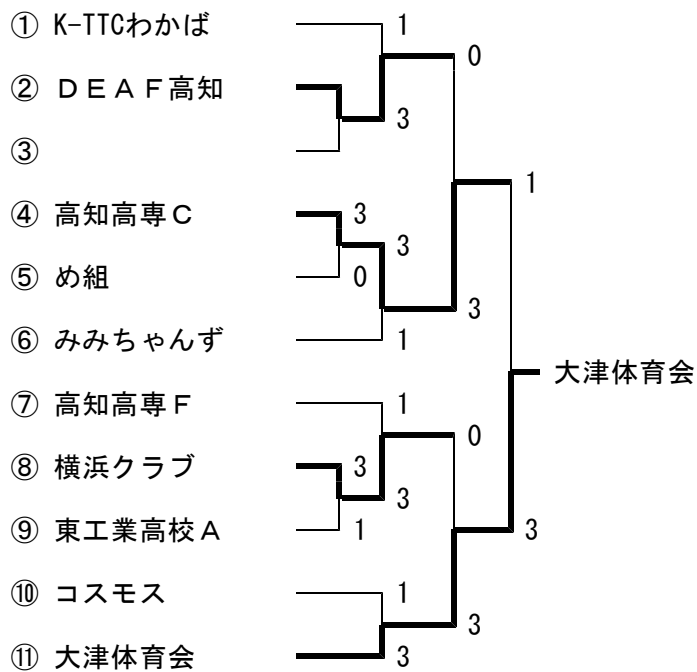 ① K-TTCわかば
1
0
② ＤＥＡＦ高知
3
③
1
④ 高知高専Ｃ
3
3
⑤ め組
0
3
⑥ みみちゃんず
1
大津体育会
⑦ 高知高専Ｆ
1
0
⑧ 横浜クラブ
3
3
⑨ 東工業高校Ａ
1
3
⑩ コスモス
1
3
⑪ 大津体育会
3